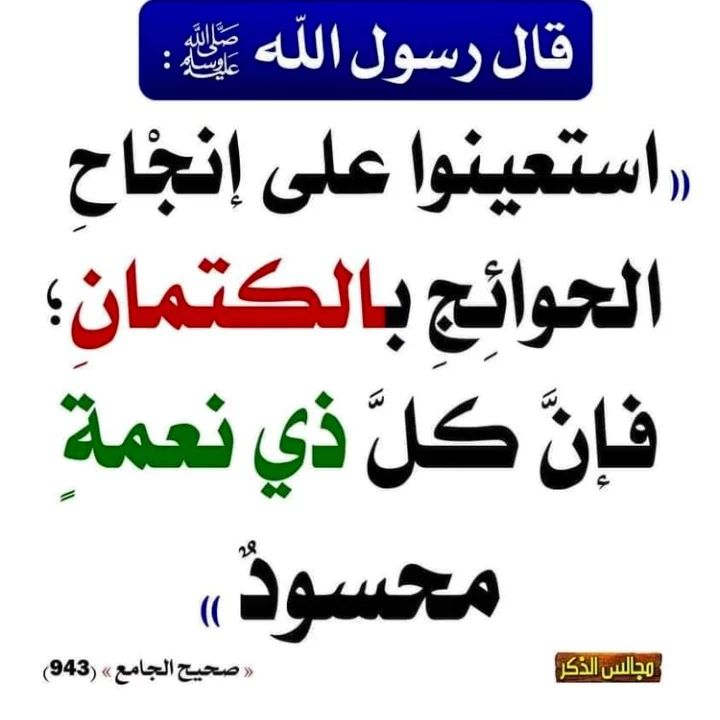 قال رسول الله ﷺ :
(( استعينوا على إنجْاحِ
الحوائِجِ بالكتمانِ؛
فإنَّ كلَّ ذي نعمةٍ
محسودٌ ))
« صحيح الجامع » (943)
مجالس الذكر